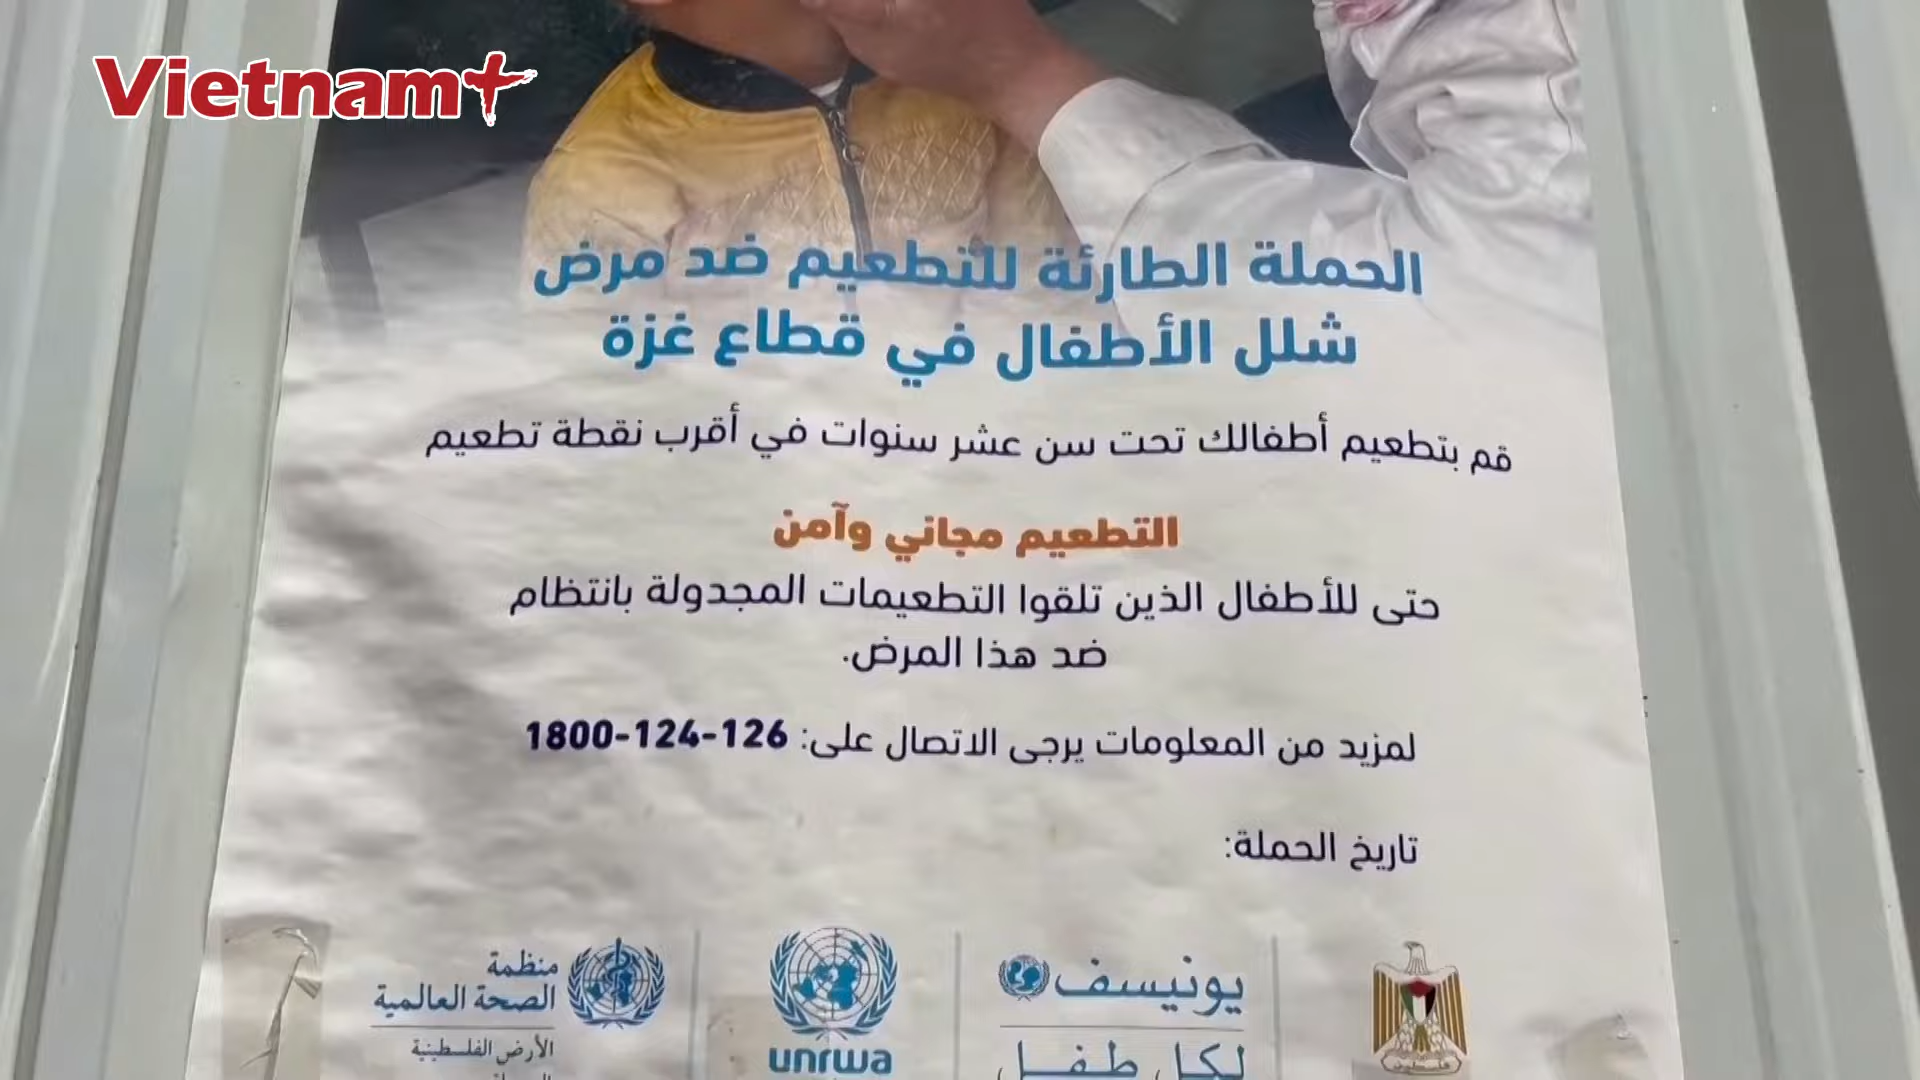 Vietnam+
الحملة الطارئة للتطعيم ضد مرض
شلل الأطفال في قطاع غزة
قم بتطعيم أطفالك تحت سن عشر سنوات في أقرب نقطة تطعيم
التطعيم مجاني وآمن
حتى للأطفال الذين تلقوا التطعيمات المجدولة بانتظام
ضد هذا المرض.
لمزيد من المعلومات يرجى الاتصال على: 1800-124-126
تاريخ الحملة:
فلسطين
يونيسف
لكل طفل
unrwa
منظمة
الصحة العالمية
الأرض الفلسطينية